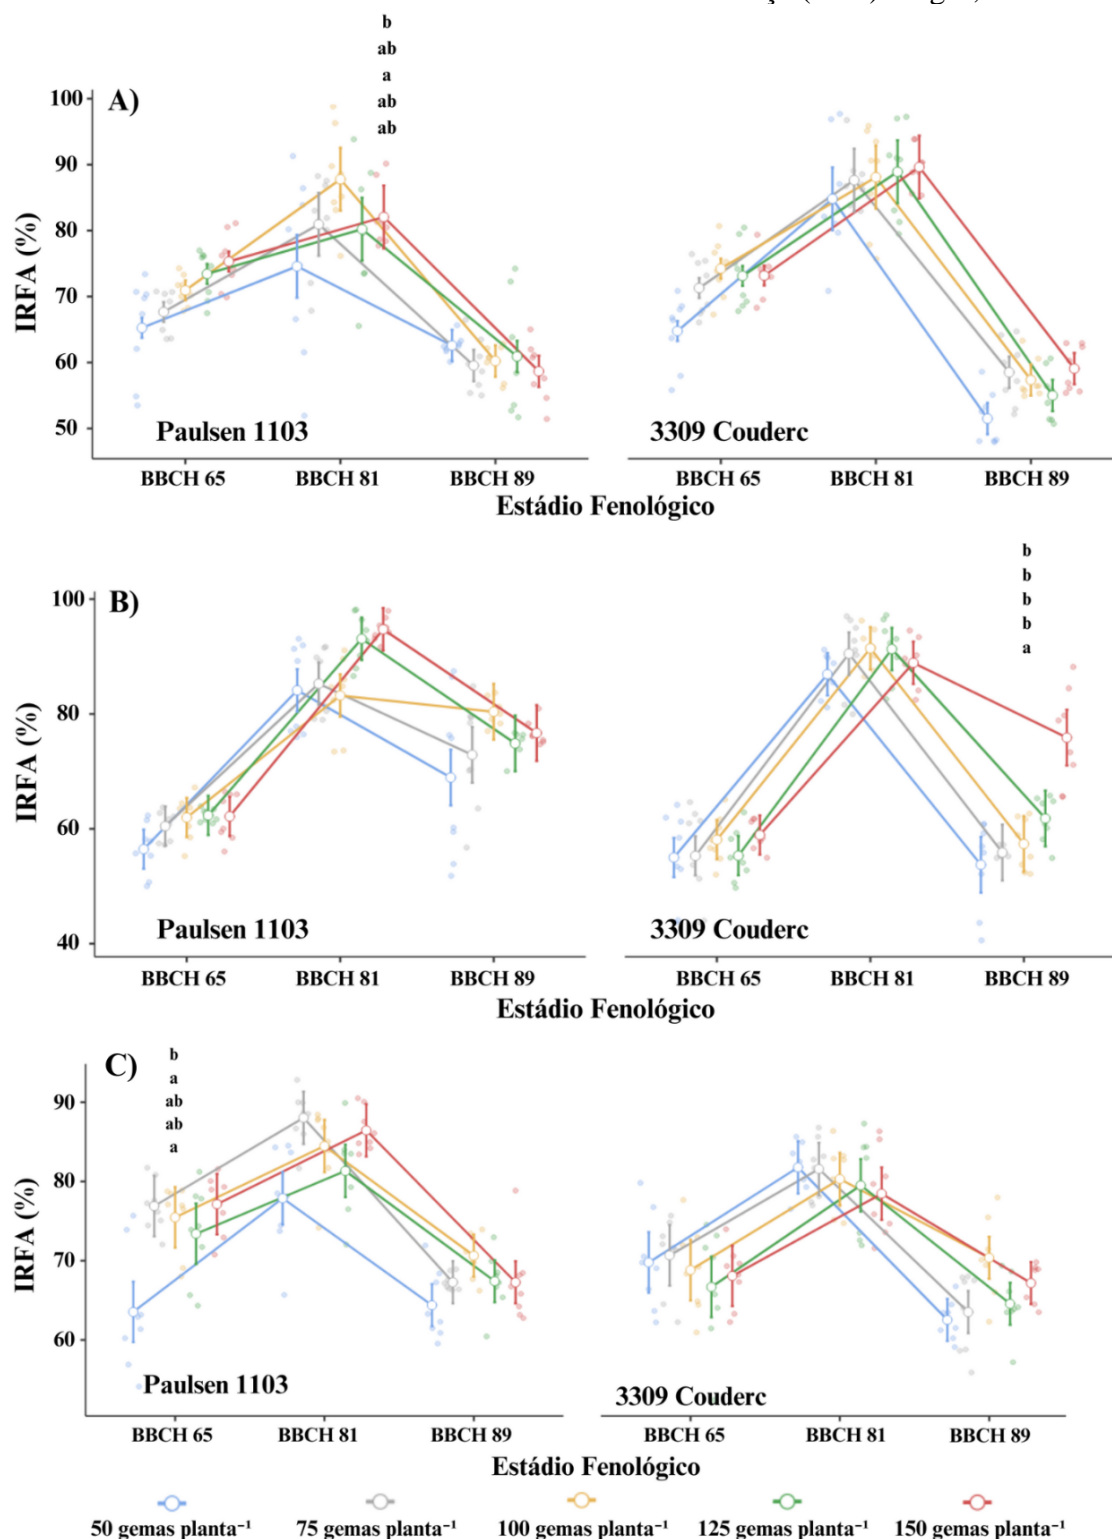 b
ab
a
ab
ab
A)
100
90
80
70
60
50
IRFA (%)
Paulsen 1103
3309 Couderc
BBCH 65
BBCH 81
BBCH 89
BBCH 65
BBCH 81
BBCH 89
Estádio Fenológico
b
b
b
b
a
B)
100
80
60
40
IRFA (%)
Paulsen 1103
3309 Couderc
BBCH 65
BBCH 81
BBCH 89
BBCH 65
BBCH 81
BBCH 89
Estádio Fenológico
C)
b
a
ab
ab
a
90
80
70
60
IRFA (%)
Paulsen 1103
3309 Couderc
BBCH 65
BBCH 81
BBCH 89
BBCH 65
BBCH 81
BBCH 89
Estádio Fenológico
50 gemas planta⁻¹
75 gemas planta⁻¹
100 gemas planta⁻¹
125 gemas planta⁻¹
150 gemas planta⁻¹